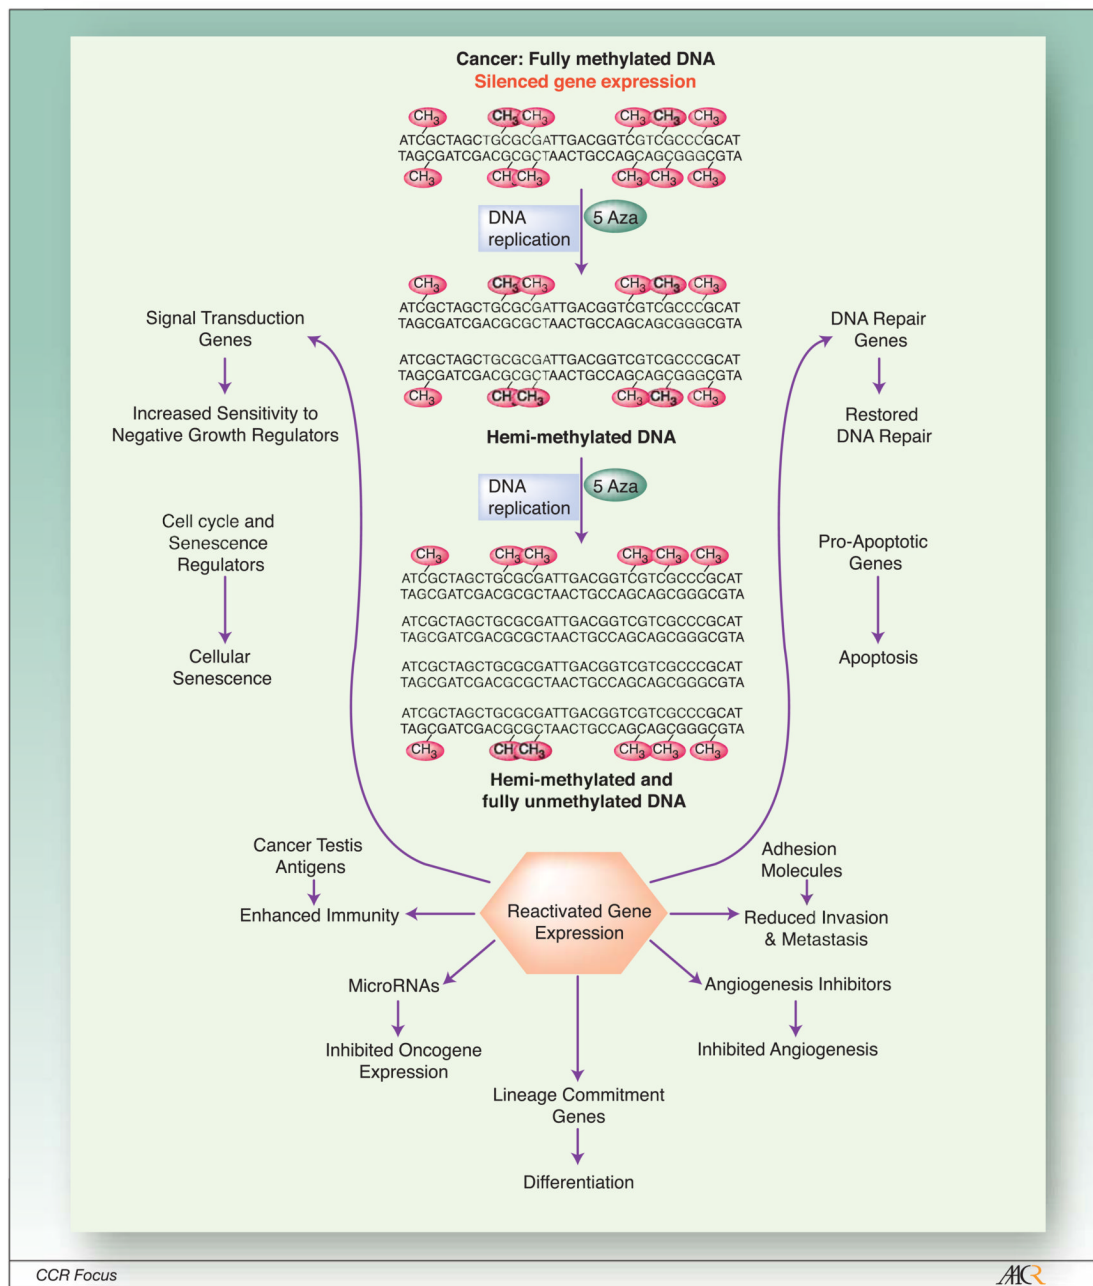 Cancer: Fully methylated DNA
Silenced gene expression
CH3 CH3 CH3 CH3 CH3 CH3
ATCGCTAGCTGCGCGATTGACGGTCGTCGCCCGCAT
TAGCGATCGACGCGCTAACTGCCAGCAGCGGGCGTA
CH3 CH3 CH3 CH3 CH3 CH3
DNA
replication
5 Aza
CH3 CH3 CH3 CH3 CH3 CH3
ATCGCTAGCTGCGCGATTGACGGTCGTCGCCCGCAT
TAGCGATCGACGCGCTAACTGCCAGCAGCGGGCGTA
ATCGCTAGCTGCGCGATTGACGGTCGTCGCCCGCAT
TAGCGATCGACGCGCTAACTGCCAGCAGCGGGCGTA
CH3 CH3 CH3 CH3 CH3 CH3
Hemi-methylated DNA
DNA
replication
5 Aza
CH3 CH3 CH3 CH3 CH3 CH3
ATCGCTAGCTGCGCGATTGACGGTCGTCGCCCGCAT
TAGCGATCGACGCGCTAACTGCCAGCAGCGGGCGTA
ATCGCTAGCTGCGCGATTGACGGTCGTCGCCCGCAT
TAGCGATCGACGCGCTAACTGCCAGCAGCGGGCGTA
ATCGCTAGCTGCGCGATTGACGGTCGTCGCCCGCAT
TAGCGATCGACGCGCTAACTGCCAGCAGCGGGCGTA
ATCGCTAGCTGCGCGATTGACGGTCGTCGCCCGCAT
TAGCGATCGACGCGCTAACTGCCAGCAGCGGGCGTA
CH3 CH3 CH3 CH3 CH3 CH3
Hemi-methylated and
fully unmethylated DNA
Signal Transduction
Genes
Increased Sensitivity to
Negative Growth Regulators
Cell cycle and
Senescence
Regulators
Cellular
Senescence
DNA Repair
Genes
Restored
DNA Repair
Pro-Apoptotic
Genes
Apoptosis
Cancer Testis
Antigens
Enhanced Immunity
Reactivated Gene
Expression
Adhesion
Molecules
Reduced Invasion
& Metastasis
MicroRNAs
Inhibited Oncogene
Expression
Angiogenesis Inhibitors
Inhibited Angiogenesis
Lineage Commitment
Genes
Differentiation
CCR Focus
AACR